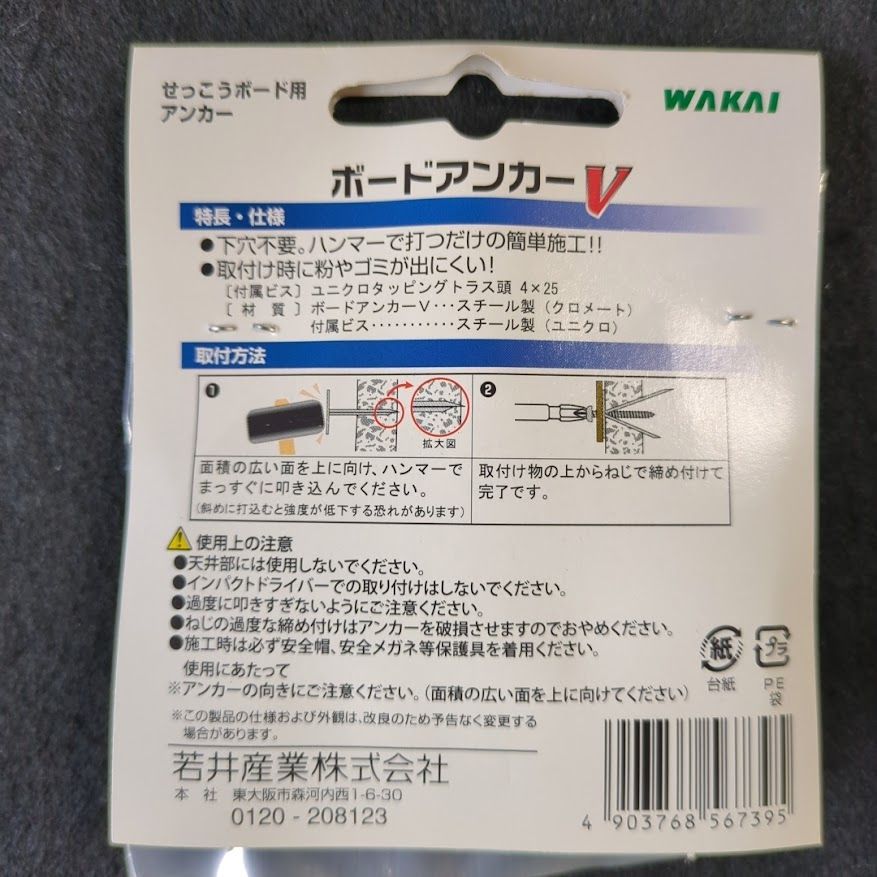 せっこうボード用
アンカー
WAKAI
ボードアンカーV
特長・仕様
●下穴不要。ハンマーで打つだけの簡単施工!!
●取付け時に粉やゴミが出にくい!
〔付属ビス〕ユニクロタッピングトラス頭 4×25
〔 材 質 〕ボードアンカーV・・・スチール製（クロメート）
付属ビス・・・・・・・・・・・スチール製（ユニクロ）
取付方法
❶
拡大図
面積の広い面を上に向け、ハンマーで
まっすぐに叩き込んでください。
（斜めに打込むと強度が低下する恐れがあります）
❷
取付け物の上からねじで締め付けて
完了です。
使用上の注意
●天井部には使用しないでください。
●インパクトドライバーでの取り付けはしないでください。
●過度に叩きすぎないようにご注意ください。
●ねじの過度な締め付けはアンカーを破損させますのでおやめください。
●施工時は必ず安全帽、安全メガネ等保護具を着用ください。
使用にあたって
※アンカーの向きにご注意ください。（面積の広い面を上に向けてください）
※この製品の仕様および外観は、改良のため予告なく変更する
場合があります。
紙
台紙
プラ
PE
袋
若井産業株式会社
本 社 東大阪市森河内西1-6-30
0120-208123
4 903768 567395